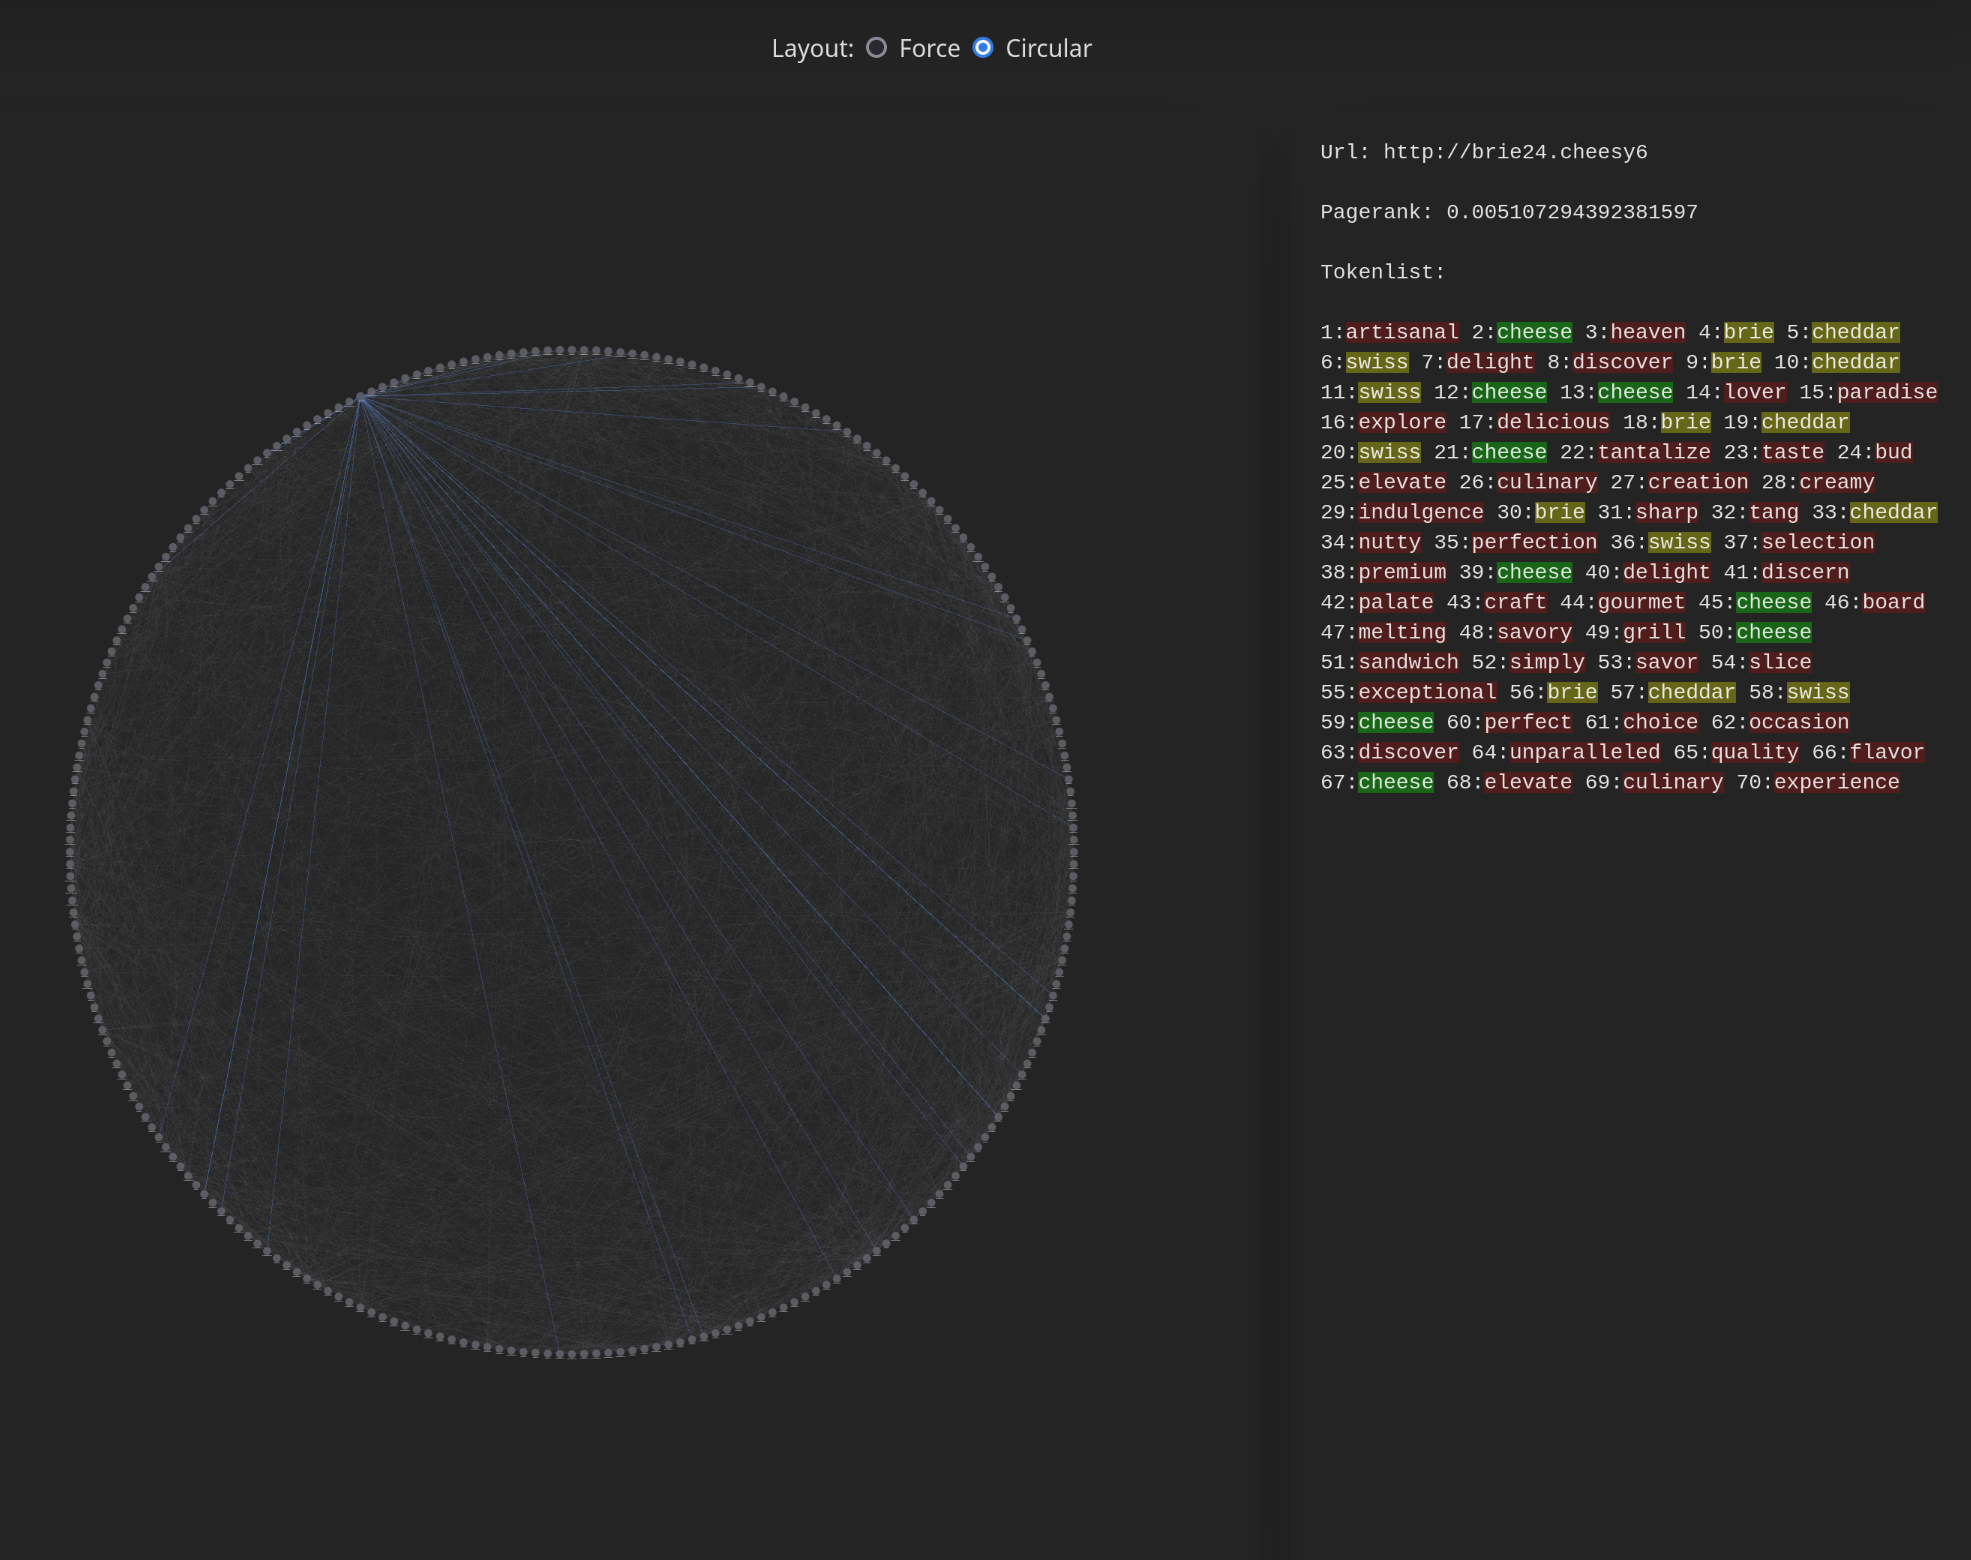 Layout: Force Circular
Url: http://brie24.cheesy6
Pagerank: 0.005107294392381597
Tokenlist:
1:artisanal 2:cheese 3:heaven 4:brie 5:cheddar
6:swiss 7:delight 8:discover 9:brie 10:cheddar
11:swiss 12:cheese 13:cheese 14:lover 15:paradise
16:explore 17:delicious 18:brie 19:cheddar
20:swiss 21:cheese 22:tantalize 23:taste 24:bud
25:elevate 26:culinary 27:creation 28:creamy
29:indulgence 30:brie 31:sharp 32:tang 33:cheddar
34:nutty 35:perfection 36:swiss 37:selection
38:premium 39:cheese 40:delight 41:discern
42:palate 43:craft 44:gourmet 45:cheese 46:board
47:melting 48:savory 49:grill 50:cheese
51:sandwich 52:simply 53:savor 54:slice
55:exceptional 56:brie 57:cheddar 58:swiss
59:cheese 60:perfect 61:choice 62:occasion
63:discover 64:unparalleled 65:quality 66:flavor
67:cheese 68:elevate 69:culinary 70:experience